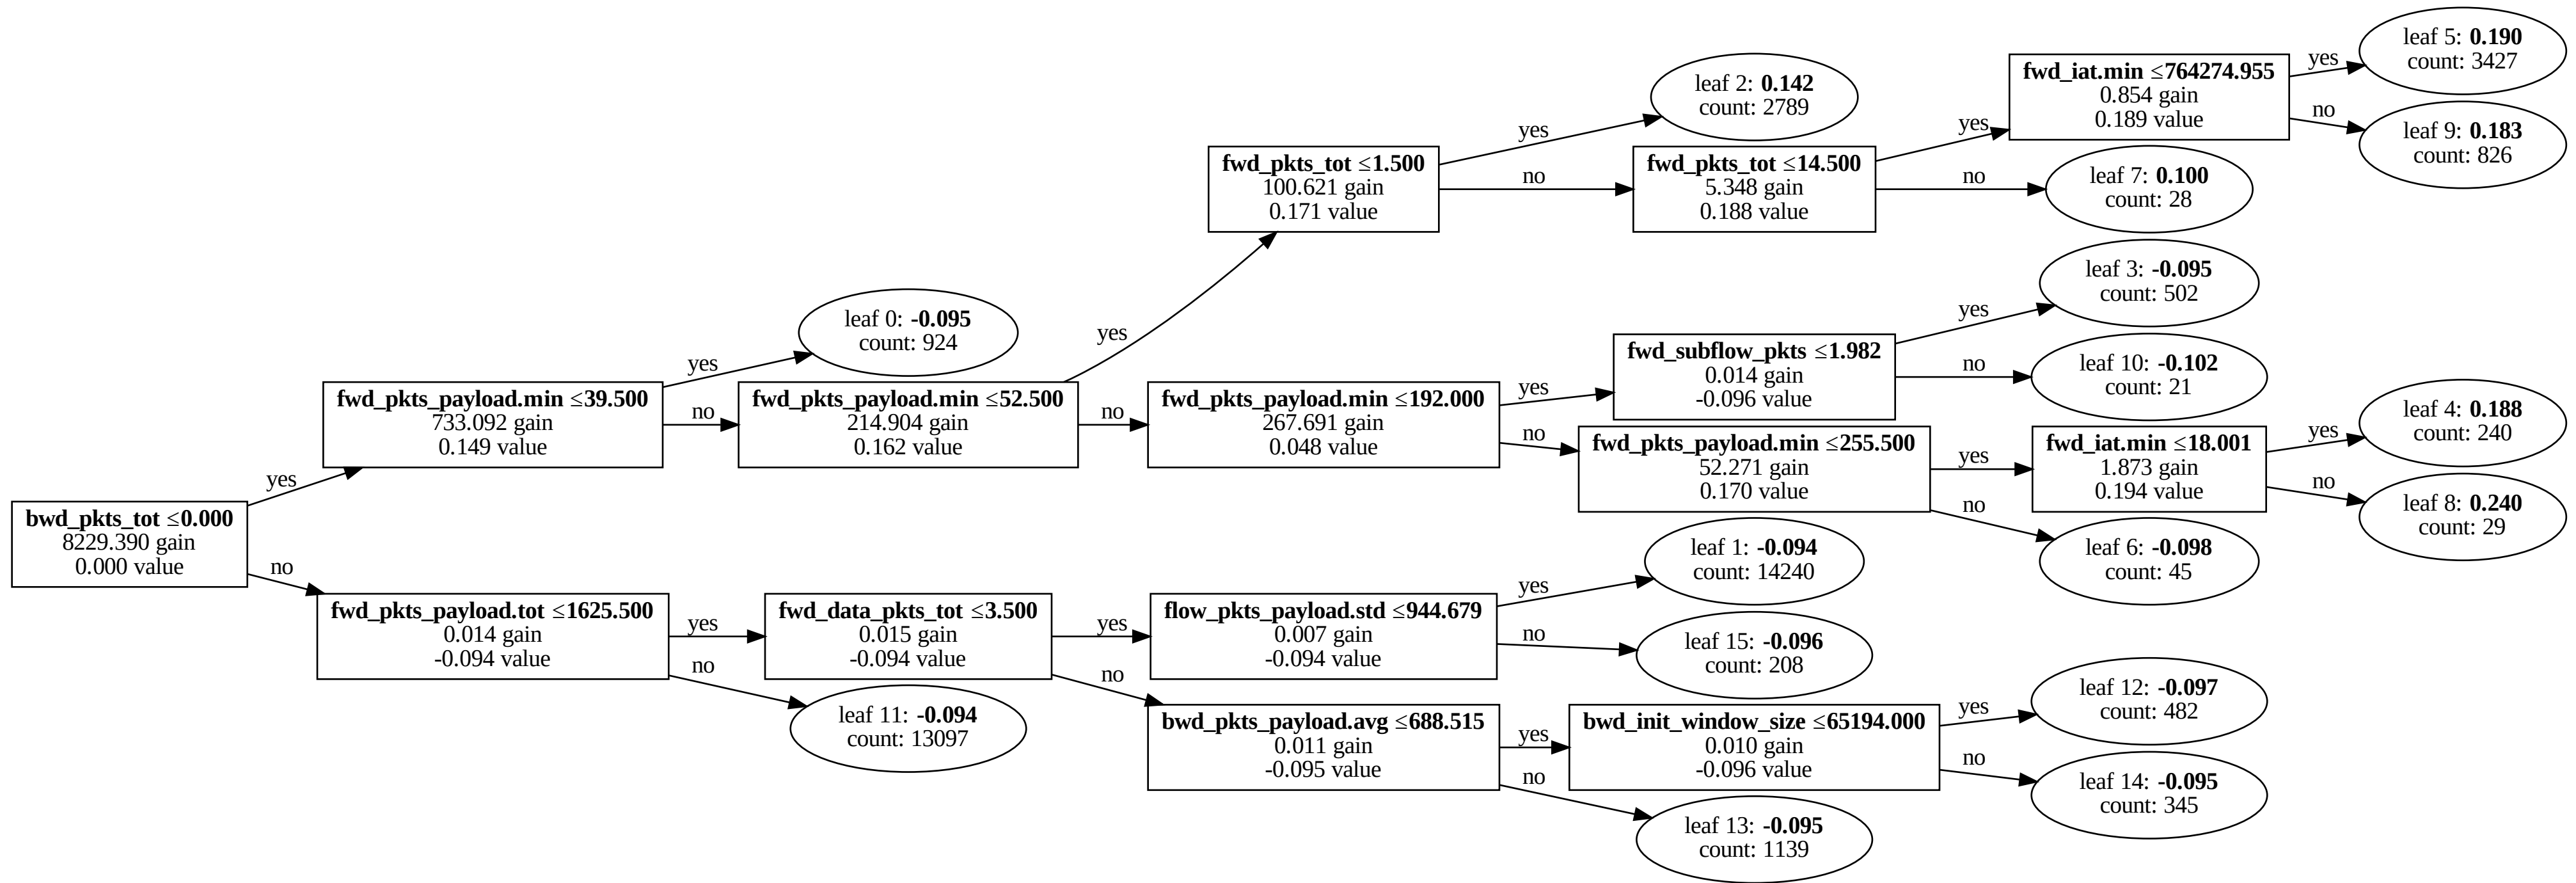 bwd_pkts_tot ≤0.000
8229.390 gain
0.000 value
yes
no
fwd_pkts_payload.min ≤39.500
733.092 gain
0.149 value
yes
no
leaf 0: -0.095
count: 924
fwd_pkts_payload.min ≤52.500
214.904 gain
0.162 value
yes
no
fwd_pkts_tot ≤1.500
100.621 gain
0.171 value
yes
no
leaf 2: 0.142
count: 2789
fwd_pkts_tot ≤14.500
5.348 gain
0.188 value
yes
no
fwd_iat.min ≤764274.955
0.854 gain
0.189 value
yes
no
leaf 5: 0.190
count: 3427
leaf 9: 0.183
count: 826
leaf 7: 0.100
count: 28
fwd_pkts_payload.min ≤192.000
267.691 gain
0.048 value
yes
no
fwd_subflow_pkts ≤1.982
0.014 gain
-0.096 value
yes
no
leaf 3: -0.095
count: 502
leaf 10: -0.102
count: 21
fwd_pkts_payload.min ≤255.500
52.271 gain
0.170 value
yes
no
fwd_iat.min ≤18.001
1.873 gain
0.194 value
yes
no
leaf 4: 0.188
count: 240
leaf 8: 0.240
count: 29
leaf 6: -0.098
count: 45
fwd_pkts_payload.tot ≤1625.500
0.014 gain
-0.094 value
yes
no
fwd_data_pkts_tot ≤3.500
0.015 gain
-0.094 value
yes
no
leaf 11: -0.094
count: 13097
flow_pkts_payload.std ≤944.679
0.007 gain
-0.094 value
yes
no
leaf 1: -0.094
count: 14240
leaf 15: -0.096
count: 208
bwd_pkts_payload.avg ≤688.515
0.011 gain
-0.095 value
yes
no
bwd_init_window_size ≤65194.000
0.010 gain
-0.096 value
yes
no
leaf 12: -0.097
count: 482
leaf 14: -0.095
count: 345
leaf 13: -0.095
count: 1139